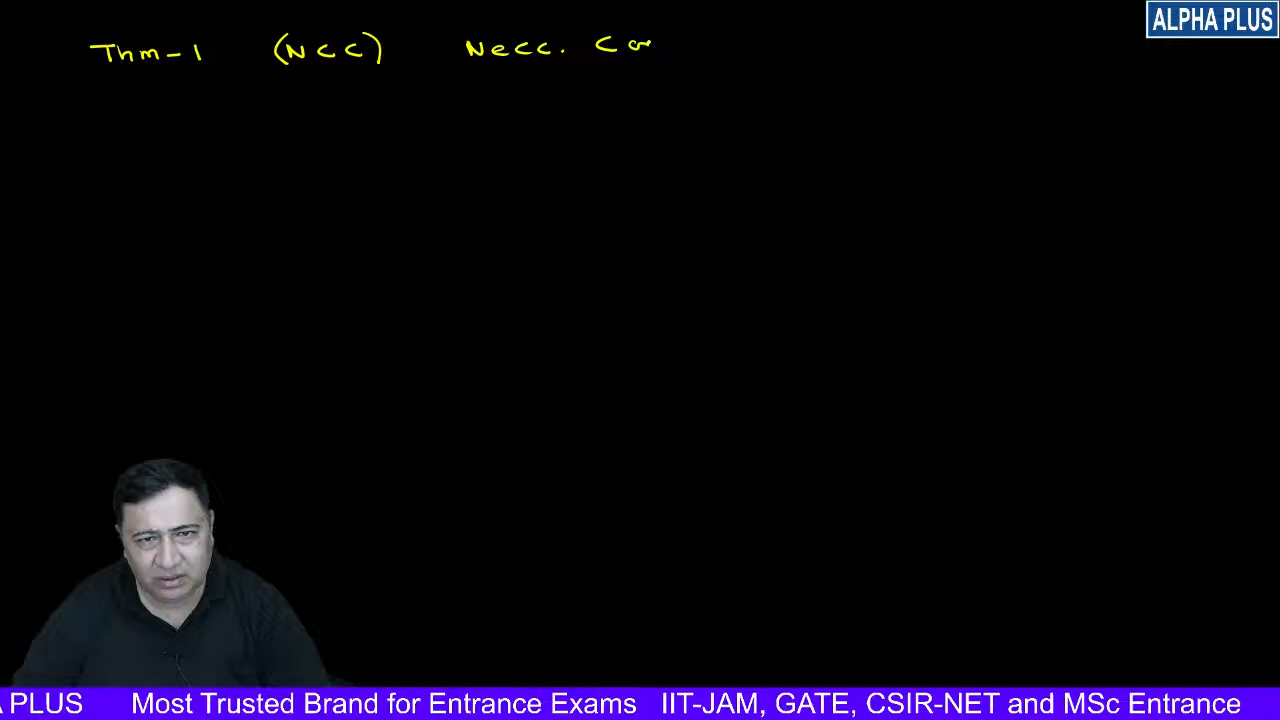 ALPHA PLUS
Thm-1 (NCC) Necc. Co
A PLUS Most Trusted Brand for Entrance Exams IIT-JAM, GATE, CSIR-NET and MSc Entrance